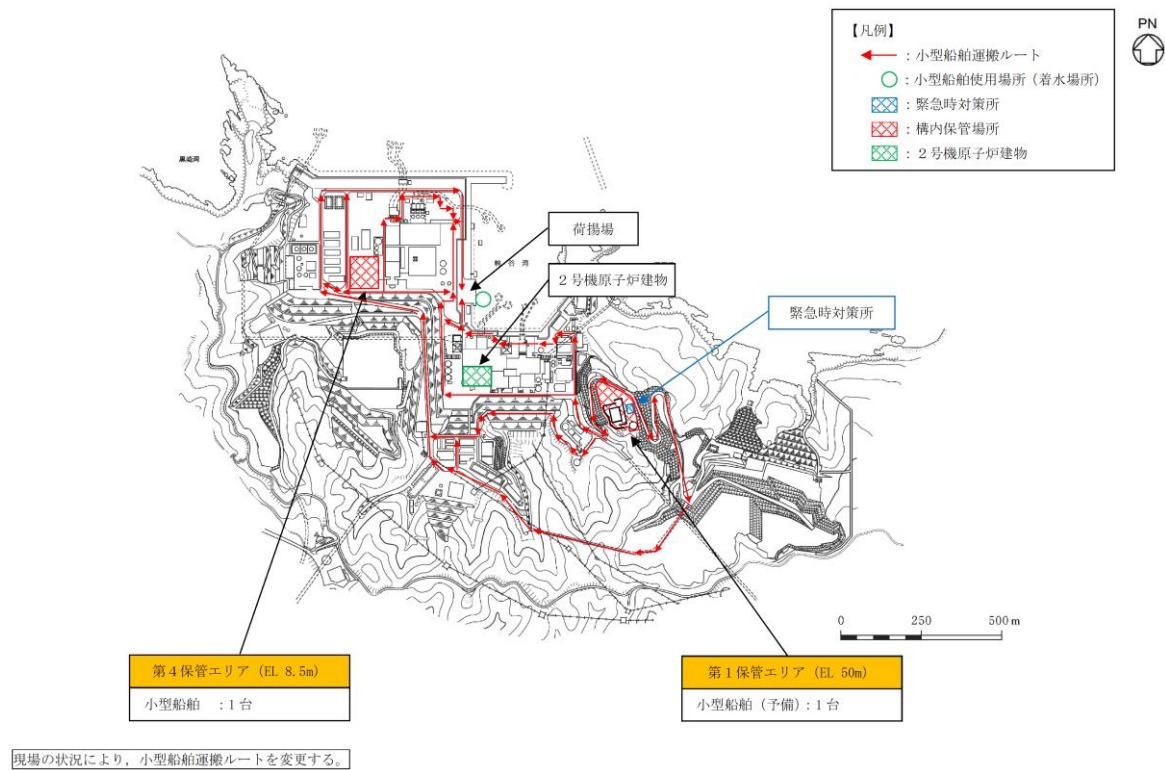 【凡例】
:小型船舶運搬ルート
:小型船舶使用場所(着水場所)
:緊急時対策所
:構内保管場所
:2号機原子炉建物
PN
荷揚場
輪谷湾
2号機原子炉建物
緊急時対策所
0 250 500m
第4保管エリア(EL 8.5m)
小型船舶 :1台
第1保管エリア(EL 50m)
小型船舶(予備):1台
現場の状況により,小型船舶運搬ルートを変更する。